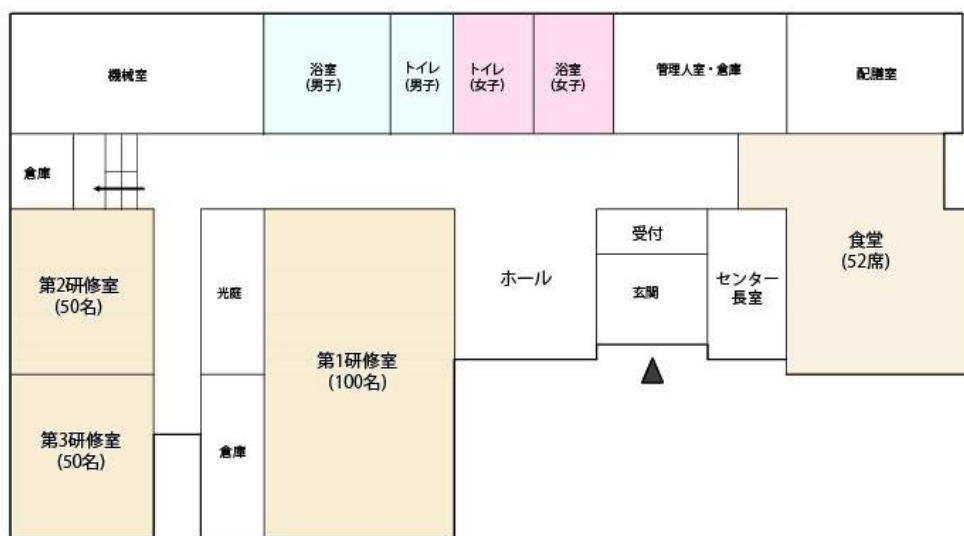 機械室
浴室
(男子)
トイレ
(男子)
トイレ
(女子)
浴室
(女子)
管理人室・倉庫
配膳室
倉庫
第2研修室
(50名)
光庭
第1研修室
(100名)
ホール
受付
玄関
センター
長室
食堂
(52席)
第3研修室
(50名)
倉庫